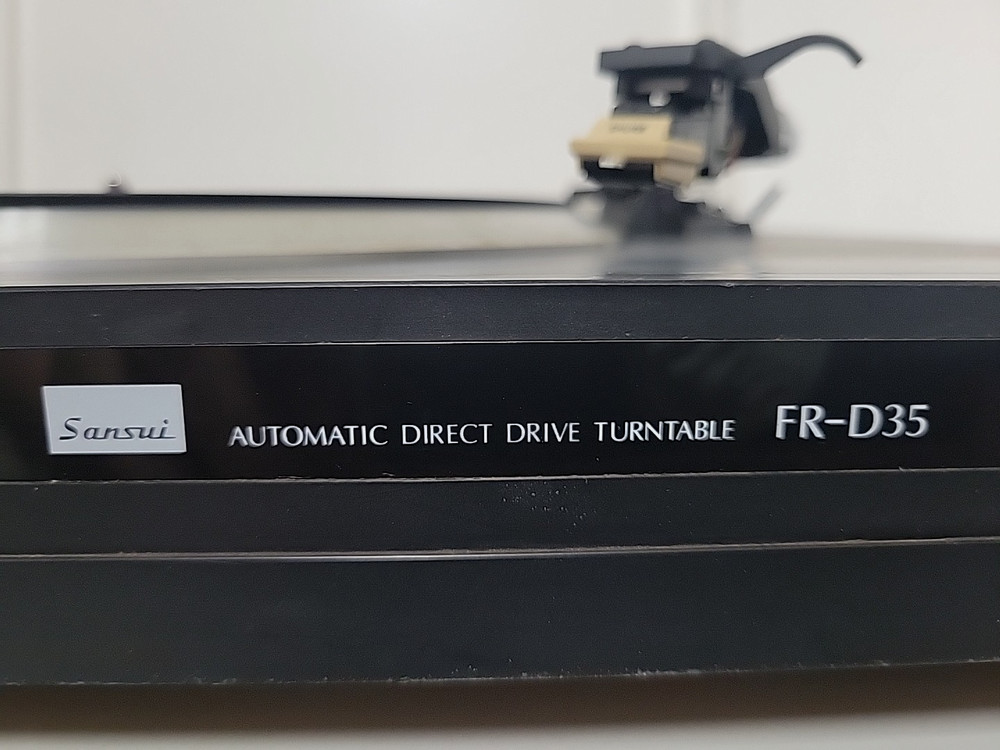 Sansui AUTOMATIC DIRECT DRIVE TURNTABLE FR-D35